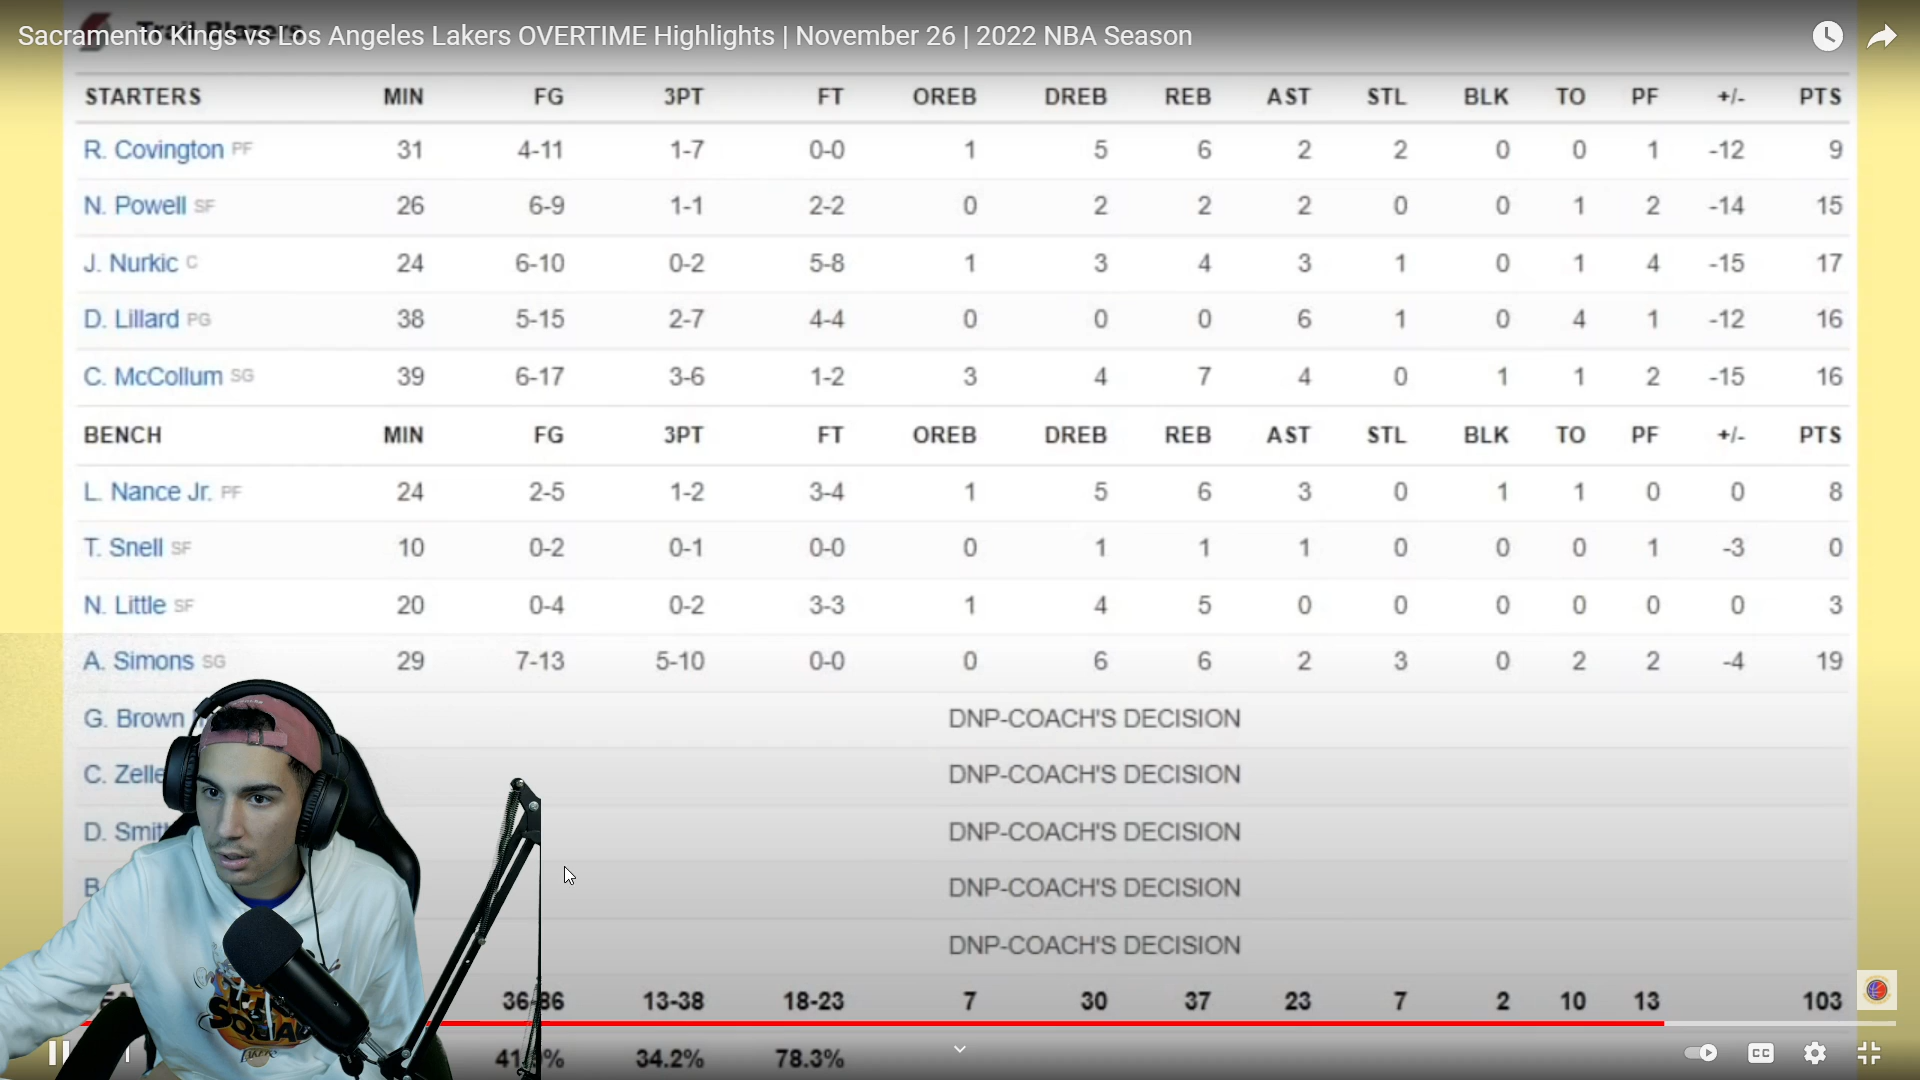 Trail Blazers
Sacramento Kings vs Los Angeles Lakers OVERTIME Highlights | November 26 | 2022 NBA Season
STARTERS MIN FG 3PT FT OREB DREB REB AST STL BLK TO PF +/- PTS
R. Covington PF 31 4-11 1-7 0-0 1 5 6 2 2 0 0 1 -12 9
N. Powell SF 26 6-9 1-1 2-2 0 2 2 2 0 0 1 2 -14 15
J. Nurkic C 24 6-10 0-2 5-8 1 3 4 3 1 0 1 4 -15 17
D. Lillard PG 38 5-15 2-7 4-4 0 0 0 6 1 0 4 1 -12 16
C. McCollum SG 39 6-17 3-6 1-2 3 4 7 4 0 1 1 2 -15 16
BENCH MIN FG 3PT FT OREB DREB REB AST STL BLK TO PF +/- PTS
L. Nance Jr. PF 24 2-5 1-2 3-4 1 5 6 3 0 1 1 0 0 8
T. Snell SF 10 0-2 0-1 0-0 0 1 1 1 0 0 0 1 -3 0
N. Little SF 20 0-4 0-2 3-3 1 4 5 0 0 0 0 0 0 3
A. Simons SG 29 7-13 5-10 0-0 0 6 6 2 3 0 2 2 -4 19
G. Brown DNP-COACH'S DECISION
C. Zelle DNP-COACH'S DECISION
D. Smith DNP-COACH'S DECISION
B. DNP-COACH'S DECISION
DNP-COACH'S DECISION
36-86 13-38 18-23 7 30 37 23 7 2 10 13 103
34.2% 78.3%
SQUAD
CC